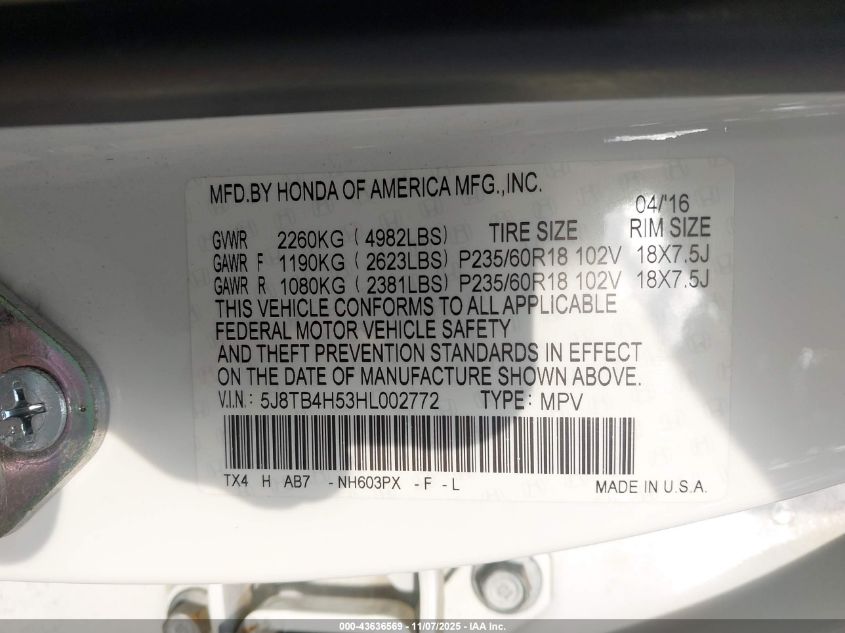 MFD.BY HONDA OF AMERICA MFG.,INC.
04/'16
GVWR 2260KG ( 4982LBS) TIRE SIZE RIM SIZE
GAWR F 1190KG ( 2623LBS) P235/60R18 102V 18X7.5J
GAWR R 1080KG ( 2381LBS) P235/60R18 102V 18X7.5J
THIS VEHICLE CONFORMS TO ALL APPLICABLE
FEDERAL MOTOR VEHICLE SAFETY
AND THEFT PREVENTION STANDARDS IN EFFECT
ON THE DATE OF MANUFACTURE SHOWN ABOVE.
V.I.N: 5J8TB4H53HL002772 TYPE: MPV
TX4 H AB7 -NH603PX -F -L MADE IN U.S.A.
000-43636569 | 11/07/2025 - IAA Inc.